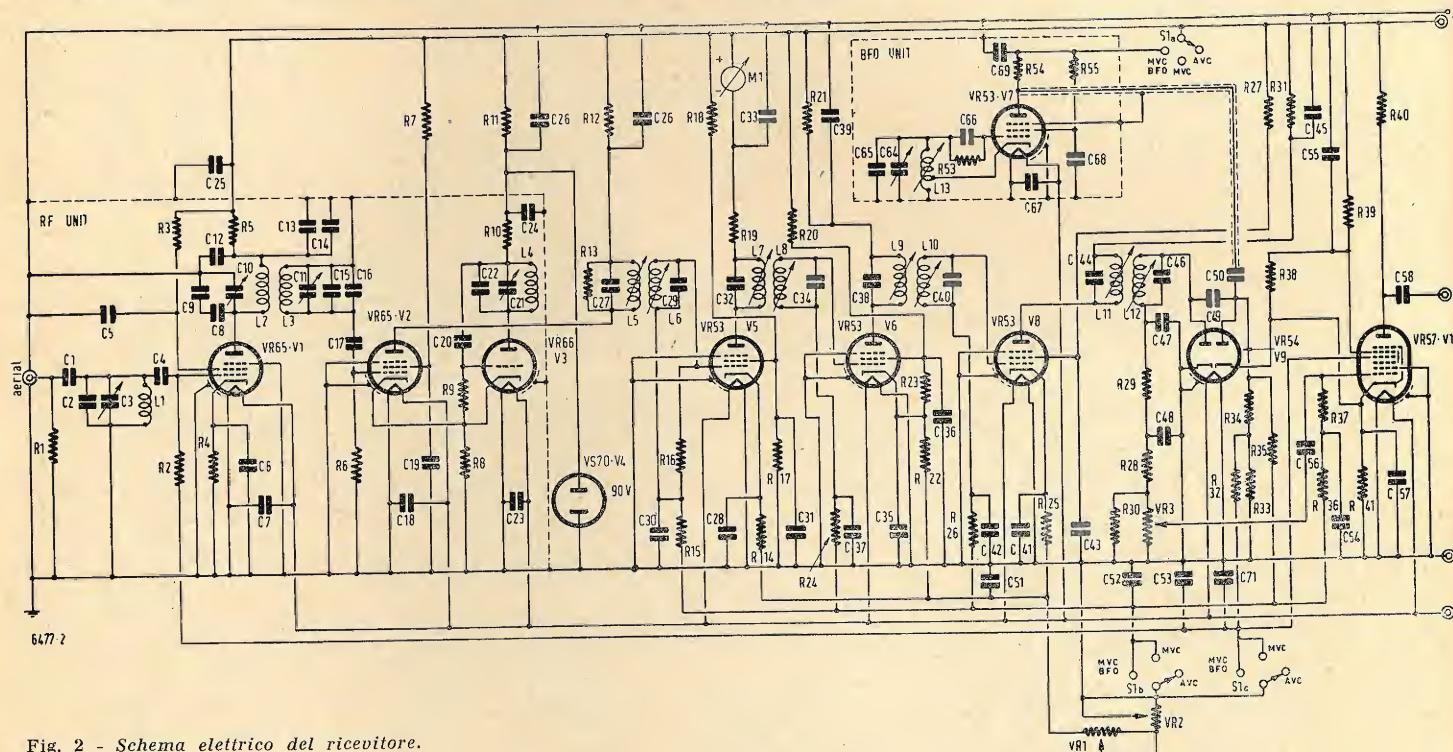 S1a
BFO UNIT
C69
R54
R55
MVC
BFO
MVC
AVC
M1
+
-
R7
R11
C26
R12
C26
R18
C33
R21
C39
VR53-V7
R27
R31
C45
C55
R40
C66
C65
C64
R53
L13
C68
C67
C25
RF UNIT
R3
R5
C13
C14
C12
C24
R10
L4
R13
R19
L7
L8
R20
L9
L10
R39
C10
C11
C15
C16
C22
C21
C27
C29
C32
C34
C38
C40
C44
C46
C50
R38
C58
C9
C8
L2
L3
L5
L6
L11
L12
C49
C5
VR65-V2
C20
VR66
V3
VR53
V5
VR53
V6
VR53
V8
C47
VR54
V9
VR57-V1
C17
aerial
C1
C4
VR65-V1
C2
C3
L1
R9
R23
R29
R34
R37
R1
R2
R4
C6
C7
R6
C19
R8
C18
C23
VS70-V4
90V
R16
R17
C36
R22
C48
R28
R35
C56
R30
VR3
R32
R33
R36
R41
C57
C54
C30
R15
C28
R14
C31
C37
R24
C35
R26
C42
C41
R25
C43
C51
C52
C53
C71
6477-2
MVC
BFO
MVC
S1b
AVC
MVC
BFO
MVC
S1c
AVC
VR2
VR1
Fig. 2 - Schema elettrico del ricevitore.